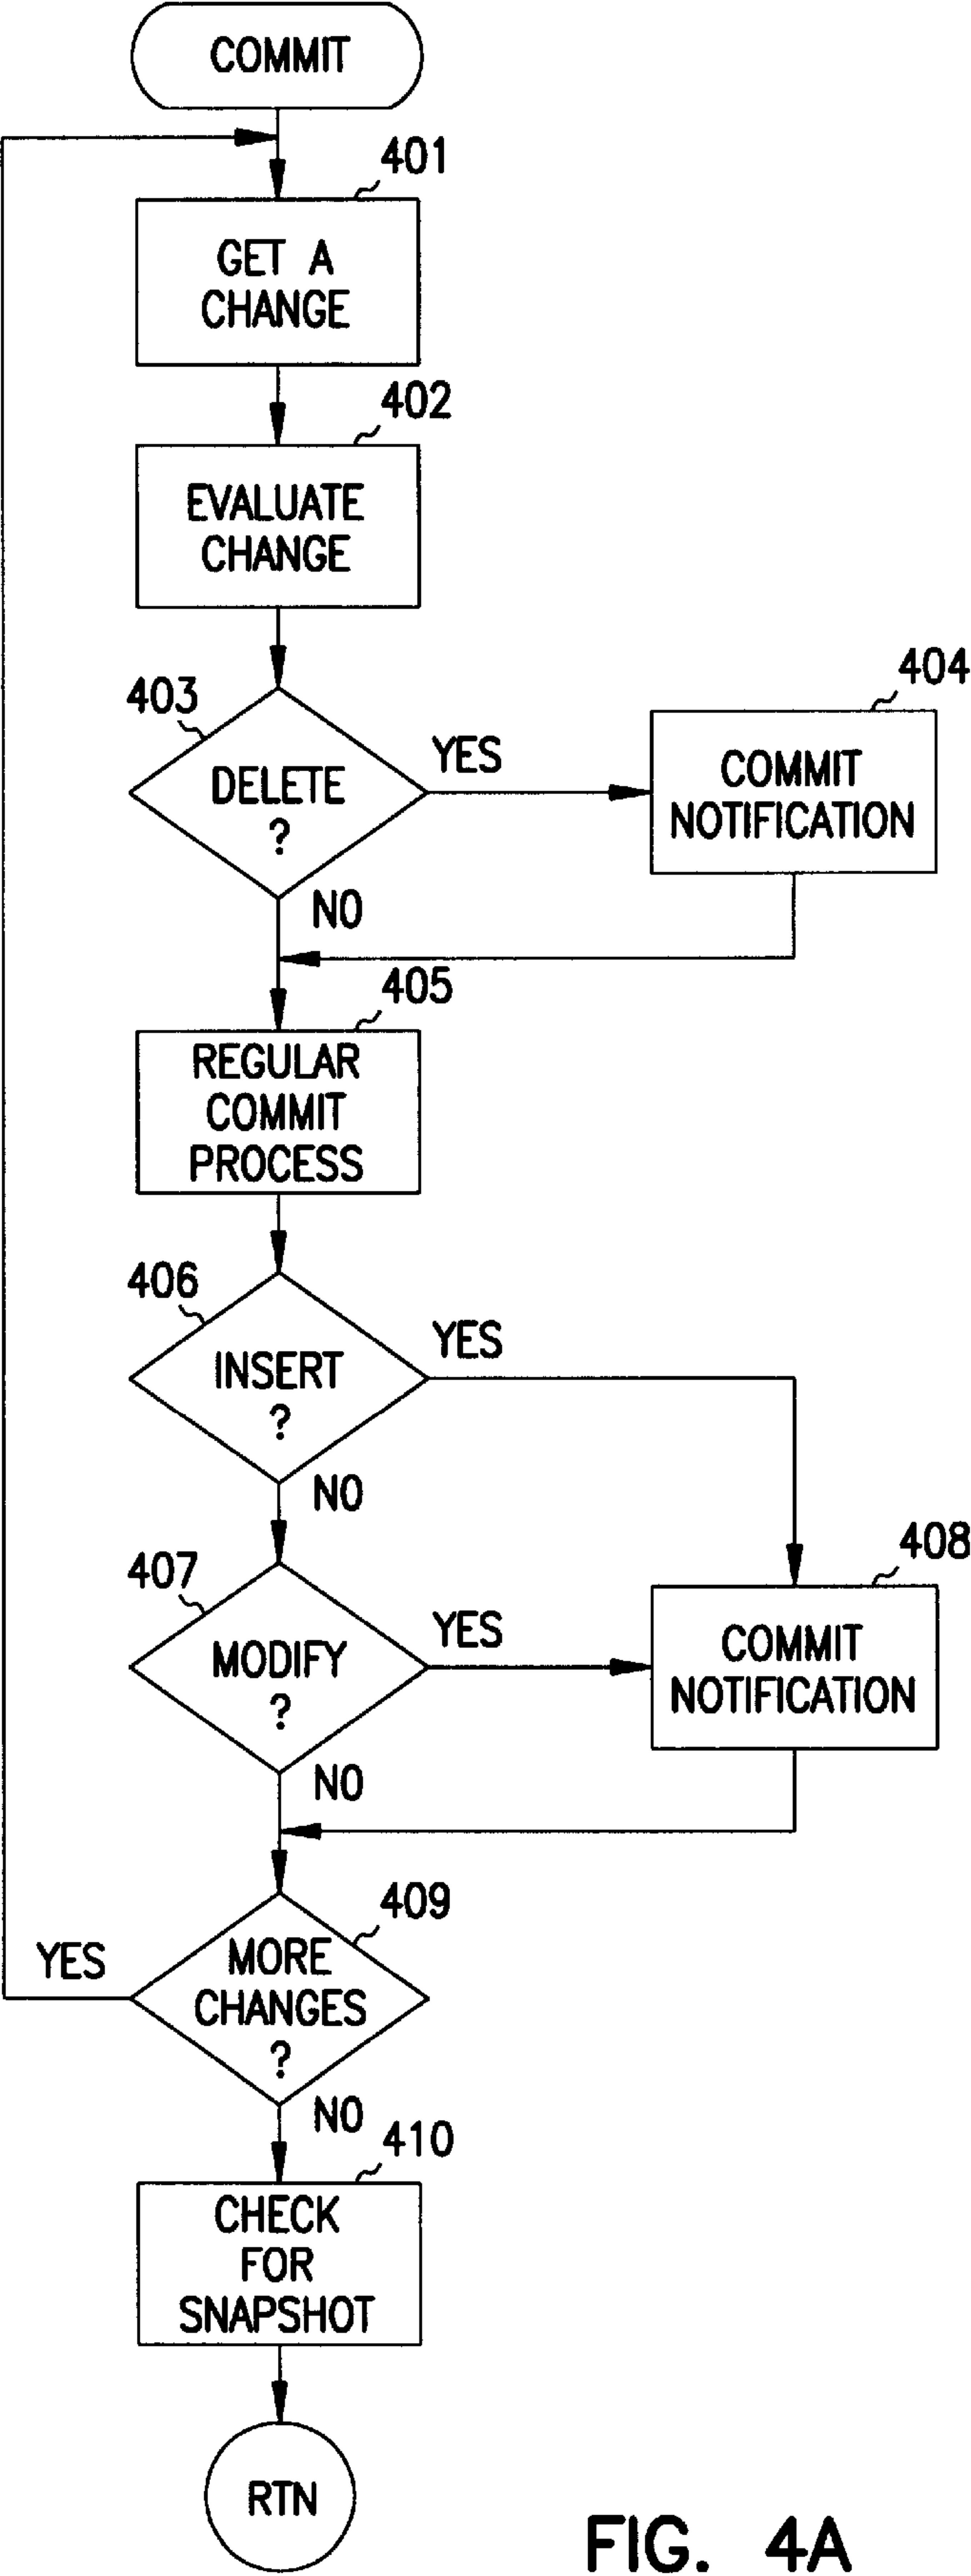 COMMIT
401
GET A
CHANGE
402
EVALUATE
CHANGE
403
DELETE
?
YES
404
COMMIT
NOTIFICATION
NO
405
REGULAR
COMMIT
PROCESS
406
INSERT
?
YES
NO
407
MODIFY
?
YES
408
COMMIT
NOTIFICATION
NO
409
MORE
CHANGES
?
YES
NO
410
CHECK
FOR
SNAPSHOT
RTN
FIG. 4A